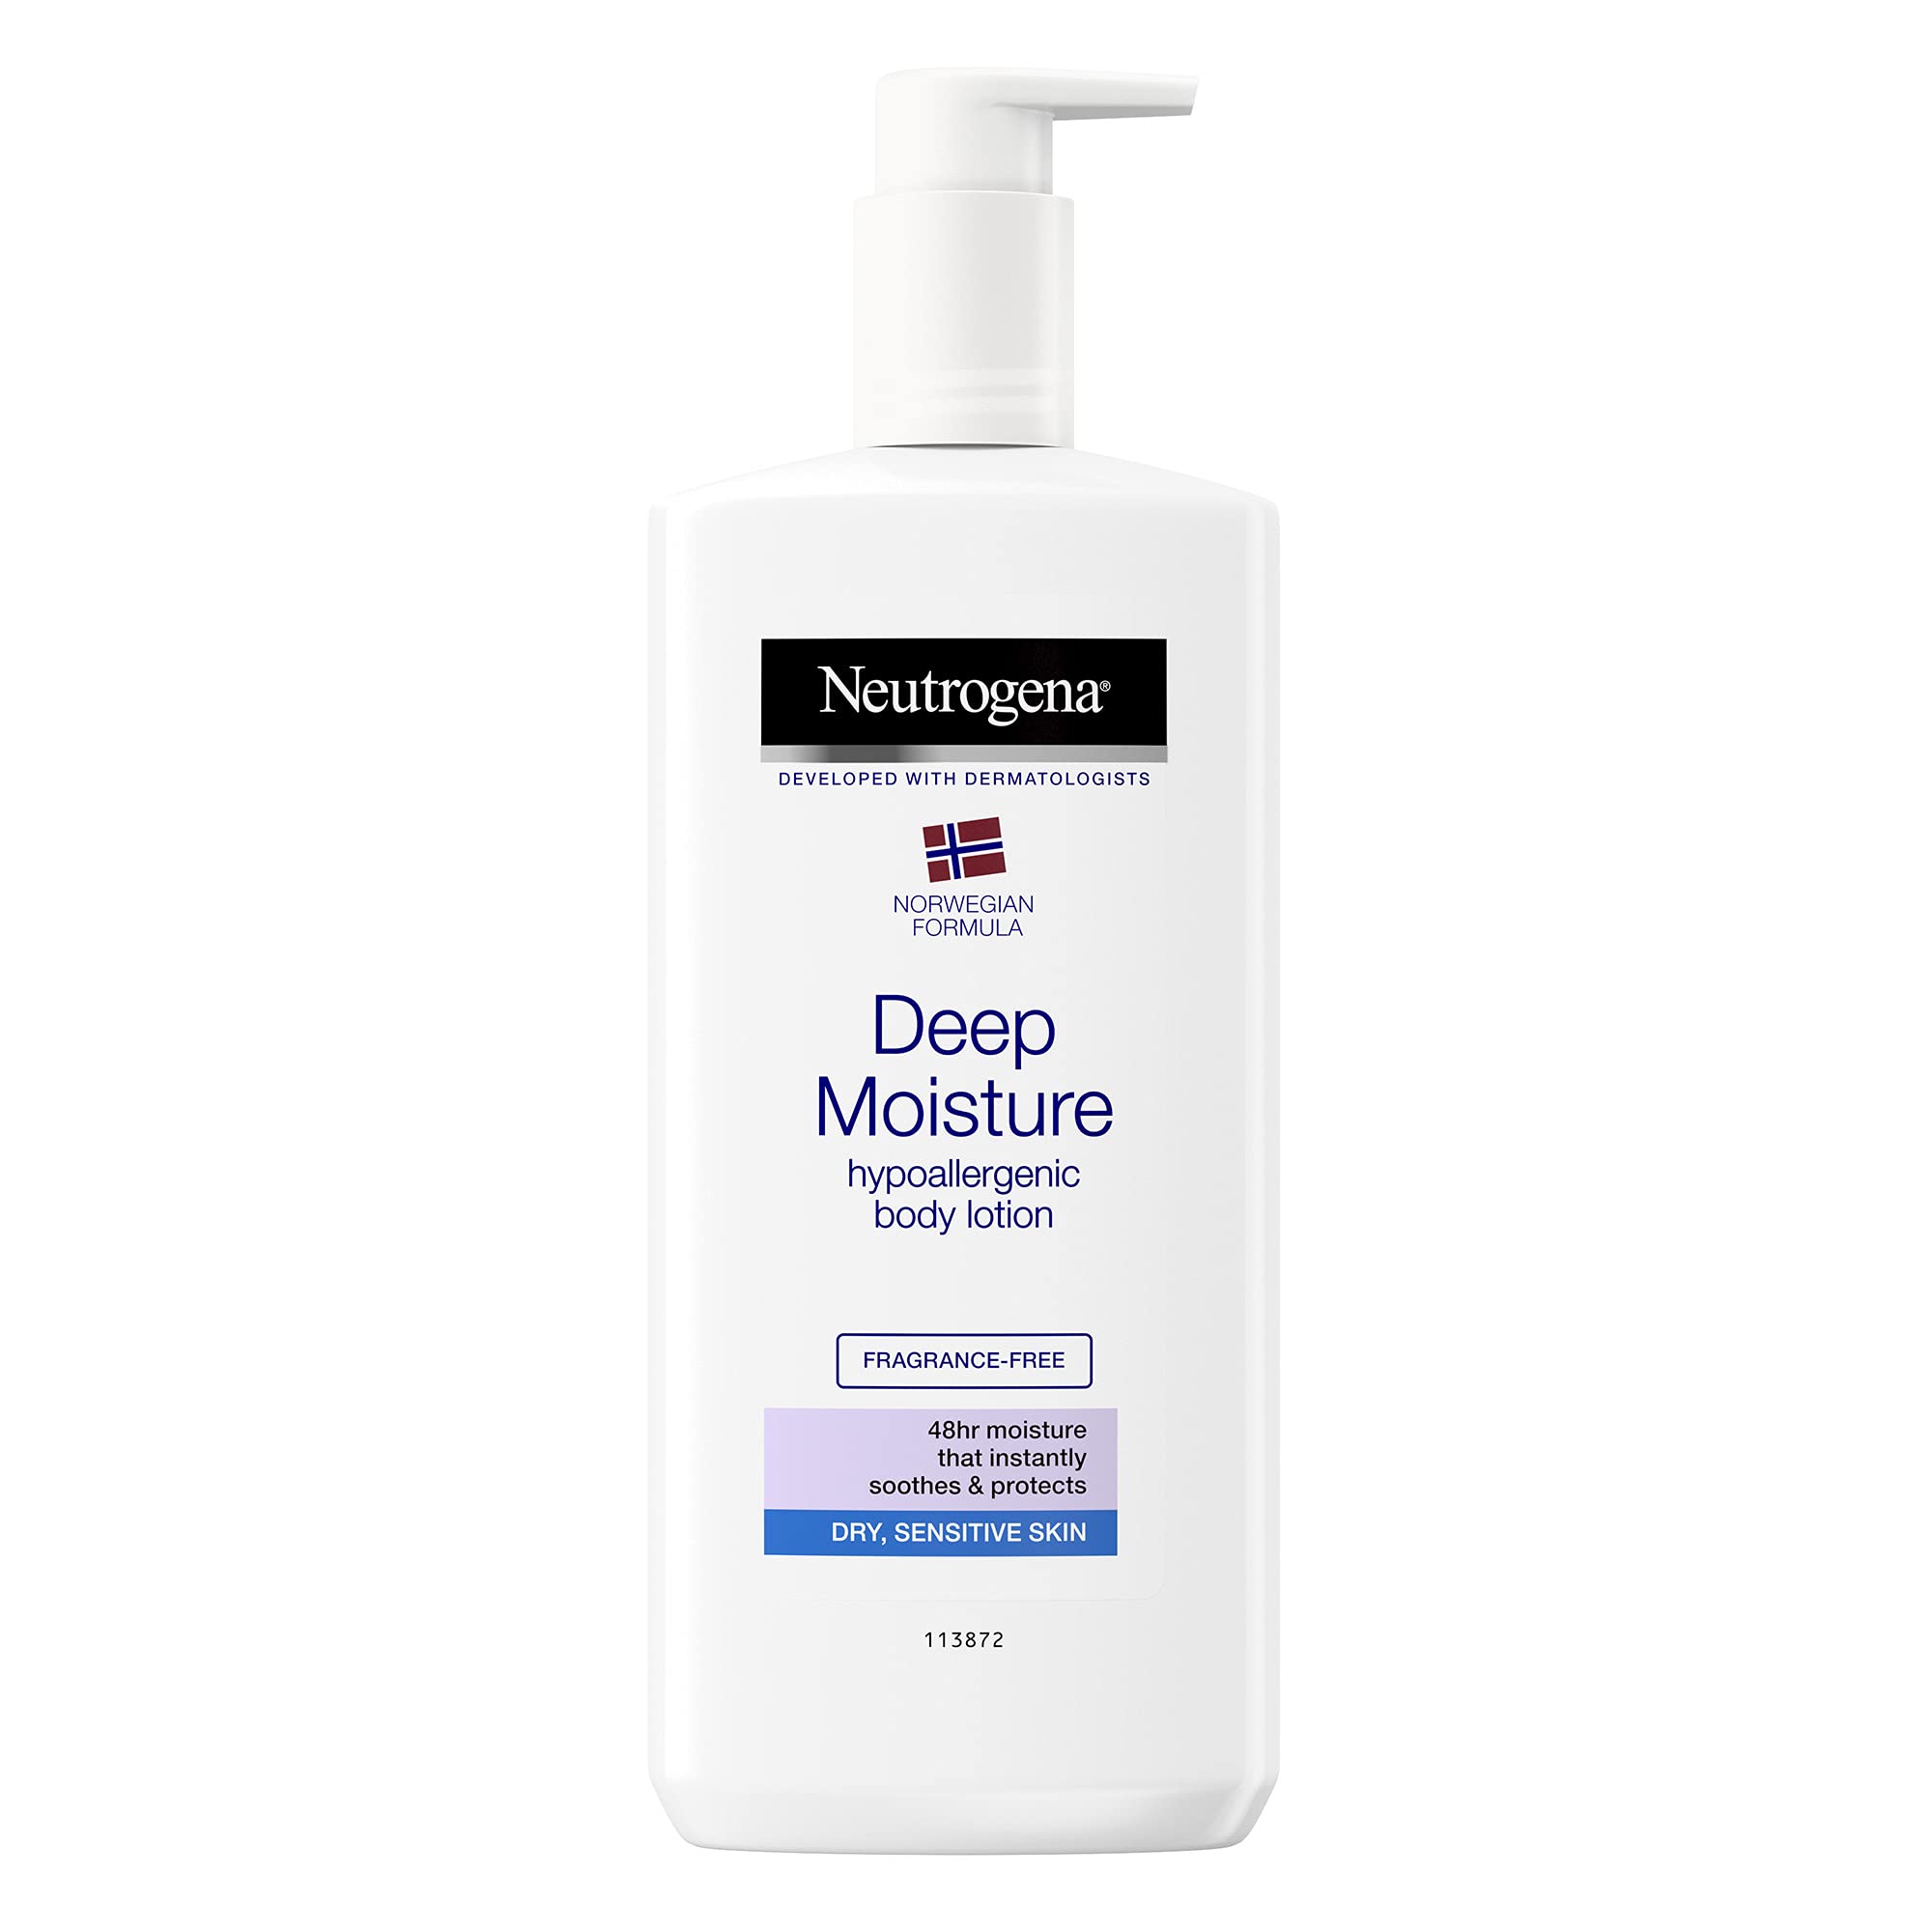 Neutrogena®
DEVELOPED WITH DERMATOLOGISTS
NORWEGIAN
FORMULA
Deep
Moisture
hypoallergenic
body lotion
FRAGRANCE-FREE
48hr moisture
that instantly
soothes & protects
DRY, SENSITIVE SKIN
113872